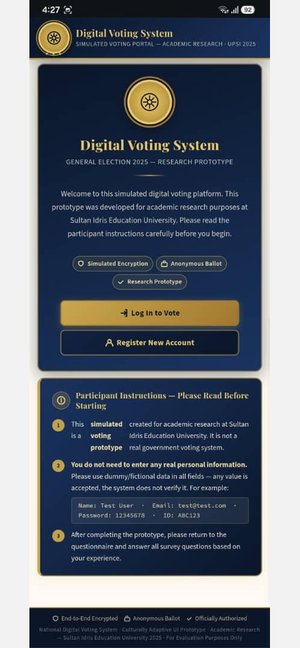 4:27 92
Digital Voting System
SIMULATED VOTING PORTAL — ACADEMIC RESEARCH · UPSI 2025
Digital Voting System
GENERAL ELECTION 2025 — RESEARCH PROTOTYPE
Welcome to this simulated digital voting platform. This
prototype was developed for academic research purposes at
Sultan Idris Education University. Please read the
participant instructions carefully before you begin.
Simulated Encryption Anonymous Ballot
Research Prototype
Log In to Vote
Register New Account
Participant Instructions — Please Read Before
Starting
1 This simulated created for academic research at Sultan
is a voting Idris Education University. It is not a
prototype real government voting system.
2 You do not need to enter any real personal information.
Please use dummy/fictional data in all fields — any value is
accepted, the system does not verify it. For example:
Name: Test User · Email: test@test.com ·
Password: 12345678 · ID: ABC123
3 After completing the prototype, please return to the
questionnaire and answer all survey questions based on
your experience.
End-to-End Encrypted Anonymous Ballot Officially Authorized
National Digital Voting System · Culturally Adaptive UI Prototype · Academic Research
— Sultan Idris Education University 2025 · For Evaluation Purposes Only